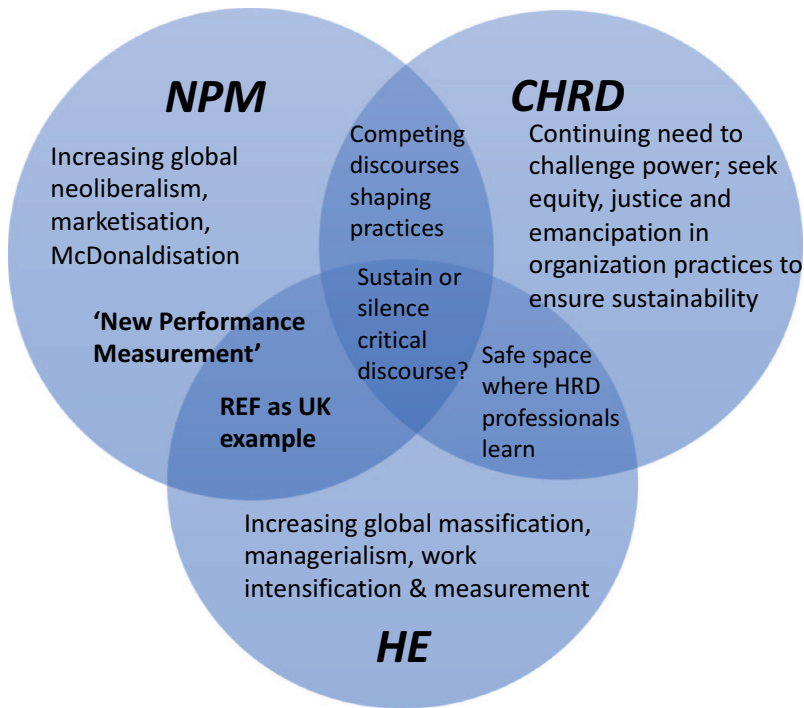 NPM
Increasing global
neoliberalism,
marketisation,
McDonaldisation
‘New Performance
Measurement’
Competing
discourses
shaping
practices
CHRD
Continuing need to
challenge power; seek
equity, justice and
emancipation in
organization practices to
ensure sustainability
Sustain or
silence
critical
discourse?
REF as UK
example
Safe space
where HRD
professionals
learn
Increasing global massification,
managerialism, work
intensification & measurement
HE